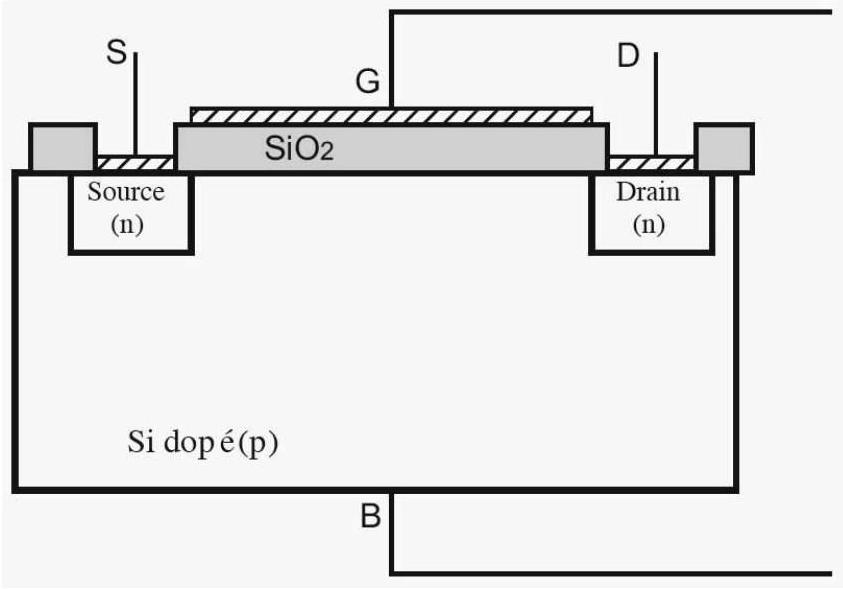 S
D
G
SiO2
Source
(n)
Drain
(n)
Si dopé(p)
B